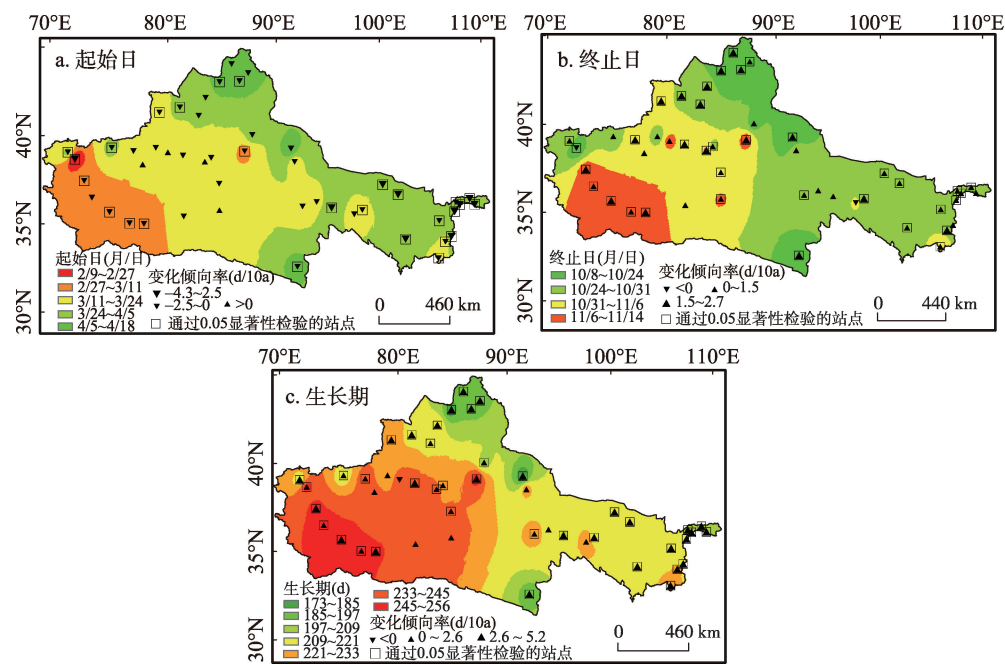 70°E 80°E 90°E 100°E 110°E
a. 起始日
40°N
35°N
30°N
起始日(月/日)
2/9~2/27
2/27~3/11
3/11~3/24
3/24~4/5
4/5~4/18
变化倾向率(d/10a)
–4.3~2.5
–2.5~0 >0
通过0.05显著性检验的站点
0 460 km
70°E 80°E 90°E 100°E 110°E
b. 终止日
40°N
35°N
30°N
终止日(月/日)
10/8~10/24
10/24~10/31
10/31~11/6
11/6~11/14
变化倾向率(d/10a)
<0 0~1.5
1.5~2.7
通过0.05显著性检验的站点
0 440 km
70°E 80°E 90°E 100°E 110°E
c. 生长期
40°N
35°N
30°N
生长期(d)
173~185
185~197
197~209
209~221
221~233
233~245
245~256
变化倾向率(d/10a)
<0 0~2.6 2.6~5.2
通过0.05显著性检验的站点
0 460 km